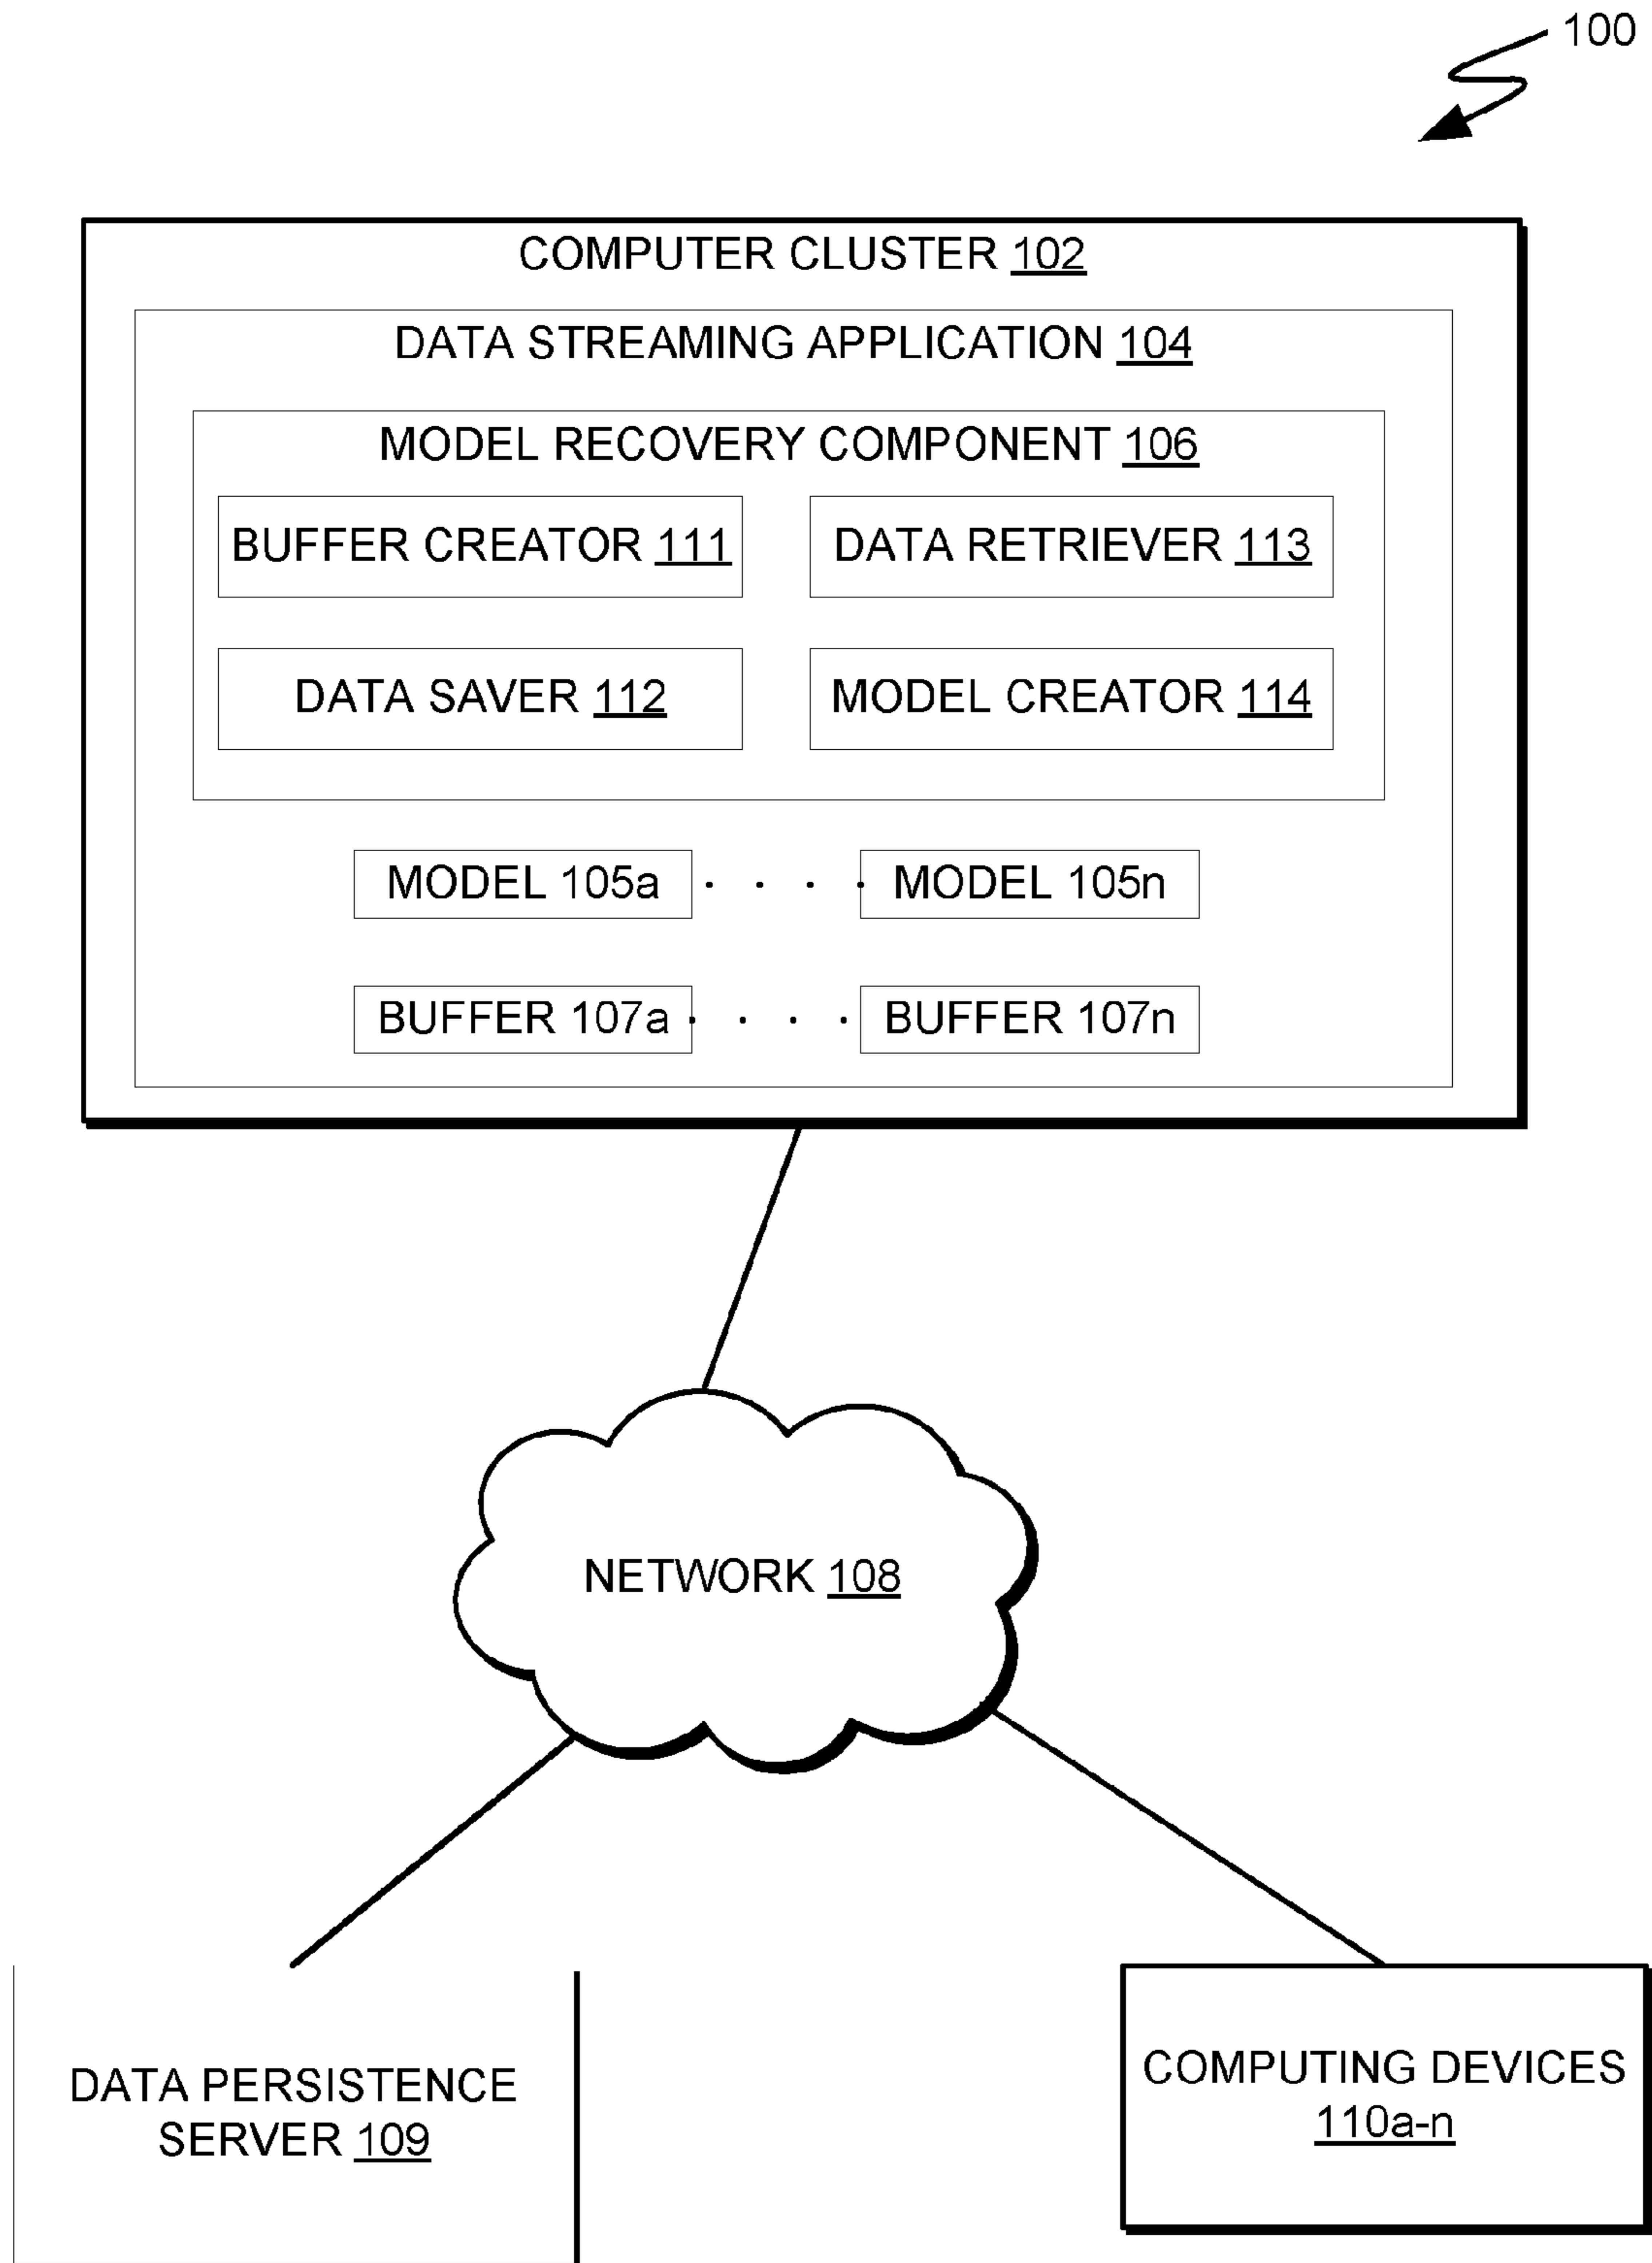 100
COMPUTER CLUSTER 102
DATA STREAMING APPLICATION 104
MODEL RECOVERY COMPONENT 106
BUFFER CREATOR 111
DATA RETRIEVER 113
DATA SAVER 112
MODEL CREATOR 114
MODEL 105a . . . . MODEL 105n
BUFFER 107a . . . . BUFFER 107n
NETWORK 108
DATA PERSISTENCE
SERVER 109
COMPUTING DEVICES
110a-n